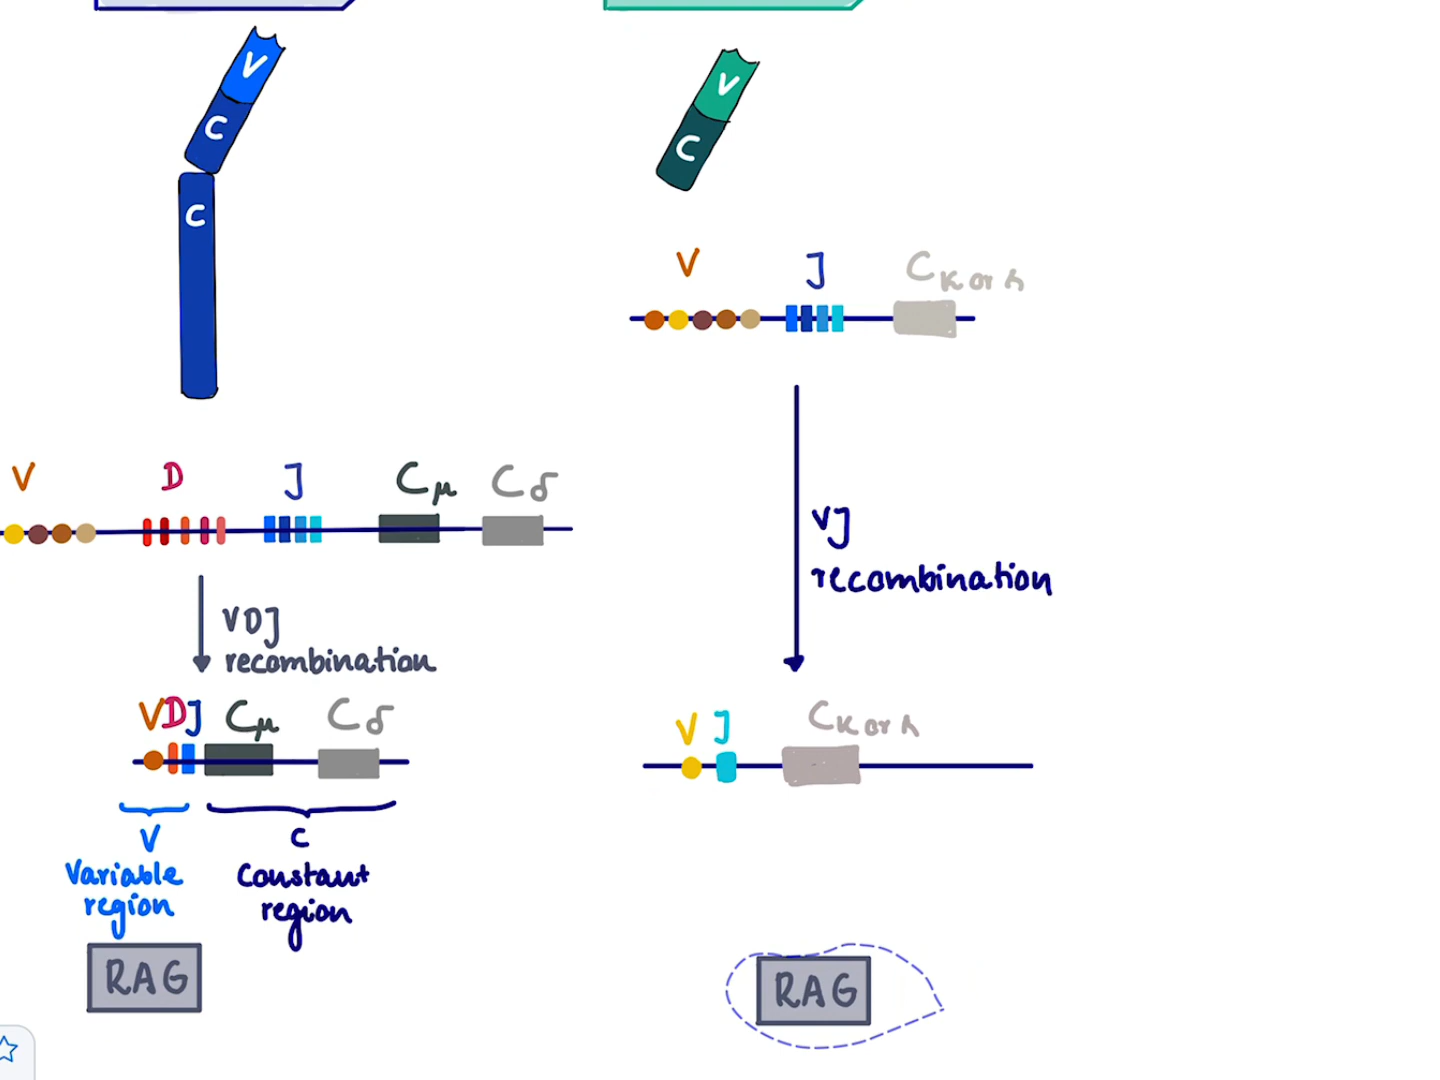 V
C
C
V D J Cμ Cδ
VDJ
recombination
VDJ Cμ Cδ
V C
Variable
region
Constant
region
RAG
V
C
V J Cκ or λ
VJ
recombination
V J Cκ or λ
RAG